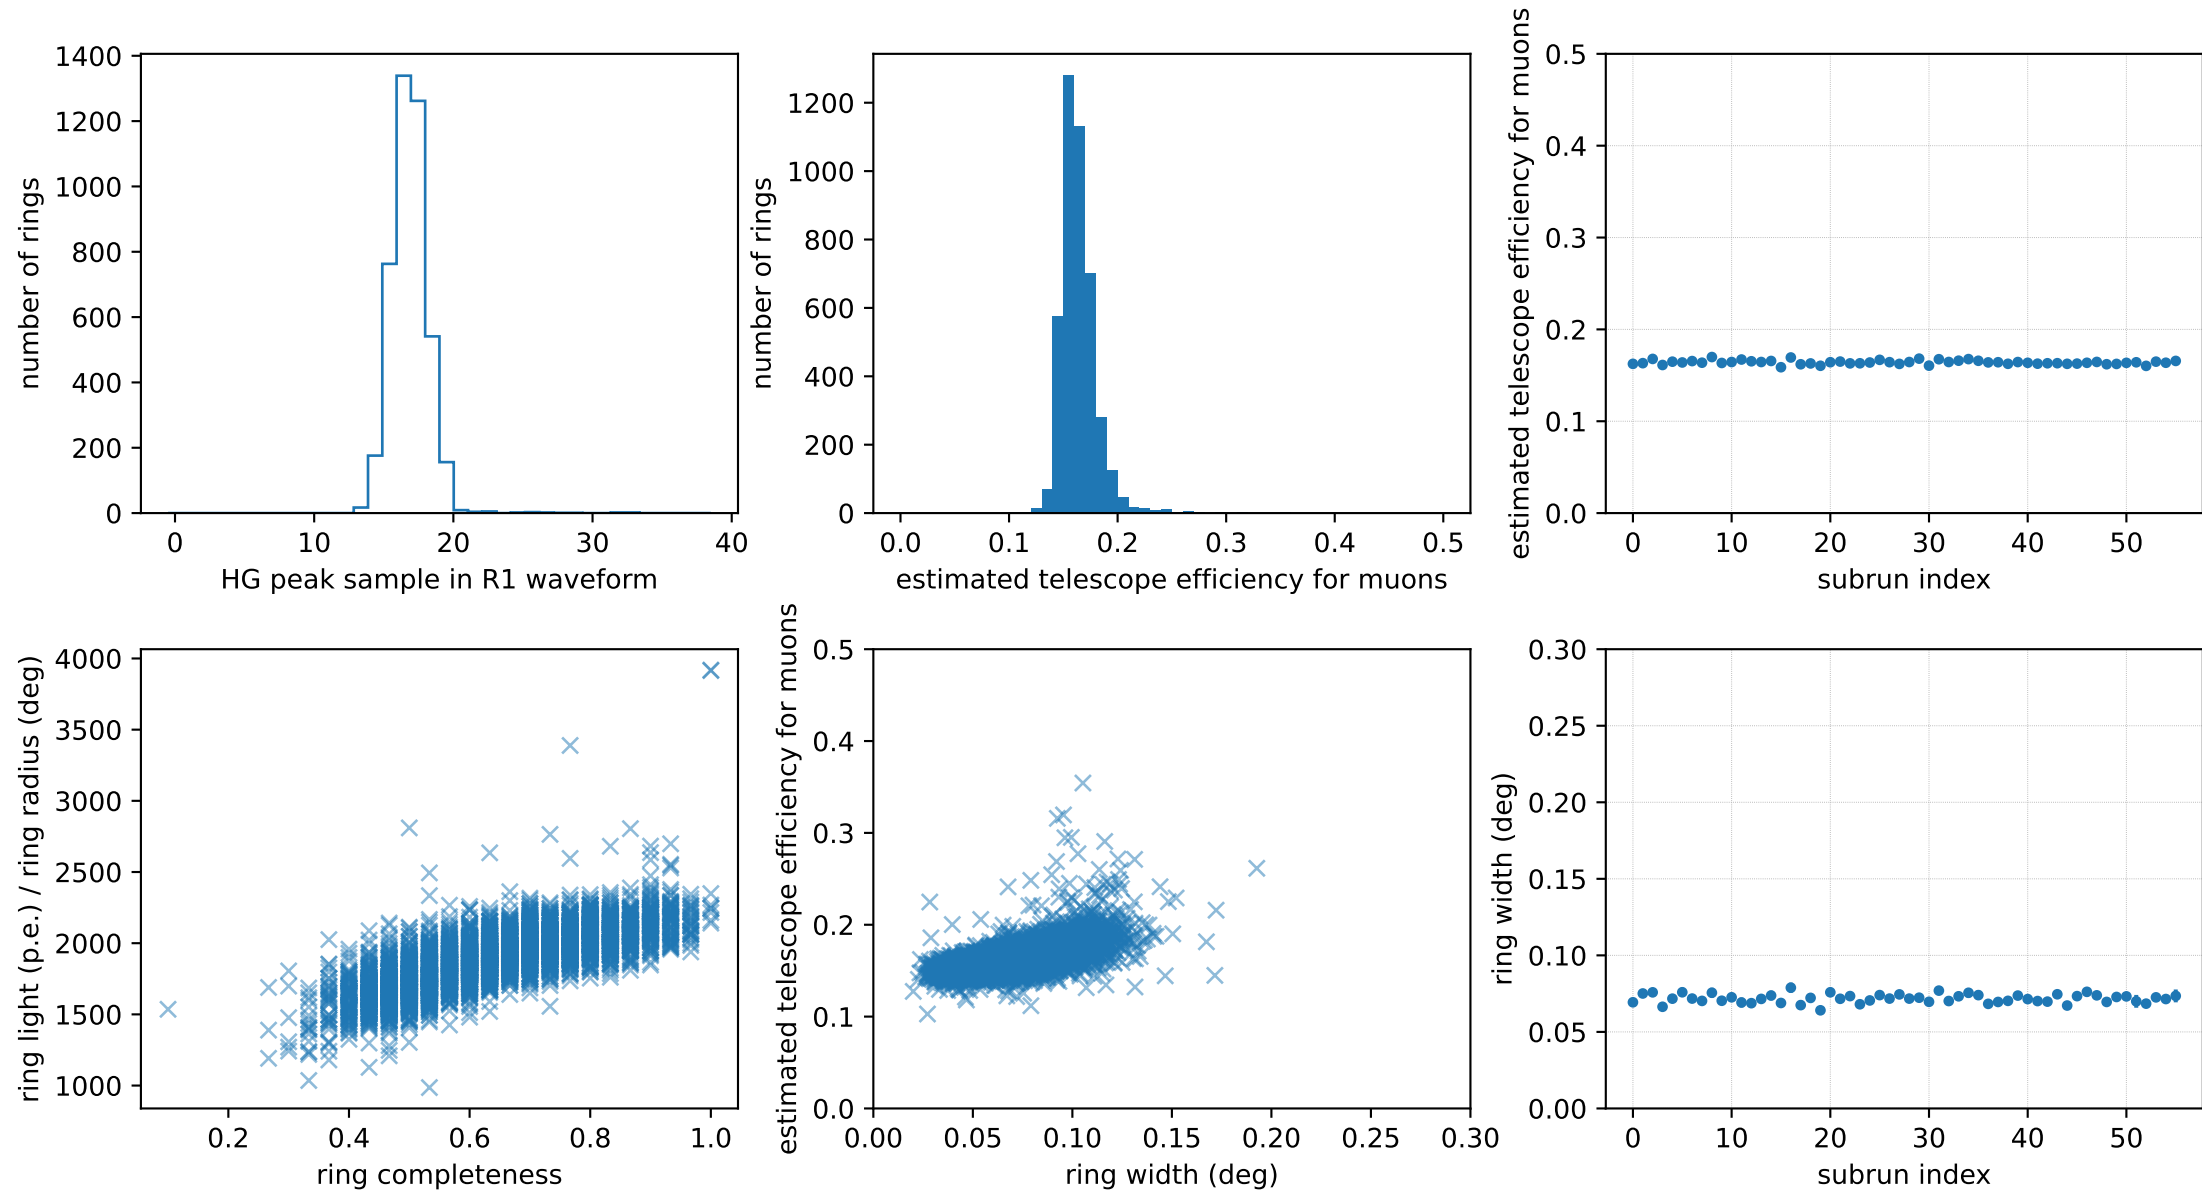 number of rings
1400
1200
1000
800
600
400
200
0
0 10 20 30 40
HG peak sample in R1 waveform
number of rings
1200
1000
800
600
400
200
0
0.0 0.1 0.2 0.3 0.4 0.5
estimated telescope efficiency for muons
estimated telescope efficiency for muons
0.5
0.4
0.3
0.2
0.1
0.0
0 10 20 30 40 50
subrun index
ring light (p.e.) / ring radius (deg)
4000
3500
3000
2500
2000
1500
1000
0.2 0.4 0.6 0.8 1.0
ring completeness
estimated telescope efficiency for muons
0.5
0.4
0.3
0.2
0.1
0.0
0.00 0.05 0.10 0.15 0.20 0.25 0.30
ring width (deg)
ring width (deg)
0.30
0.25
0.20
0.15
0.10
0.05
0.00
0 10 20 30 40 50
subrun index